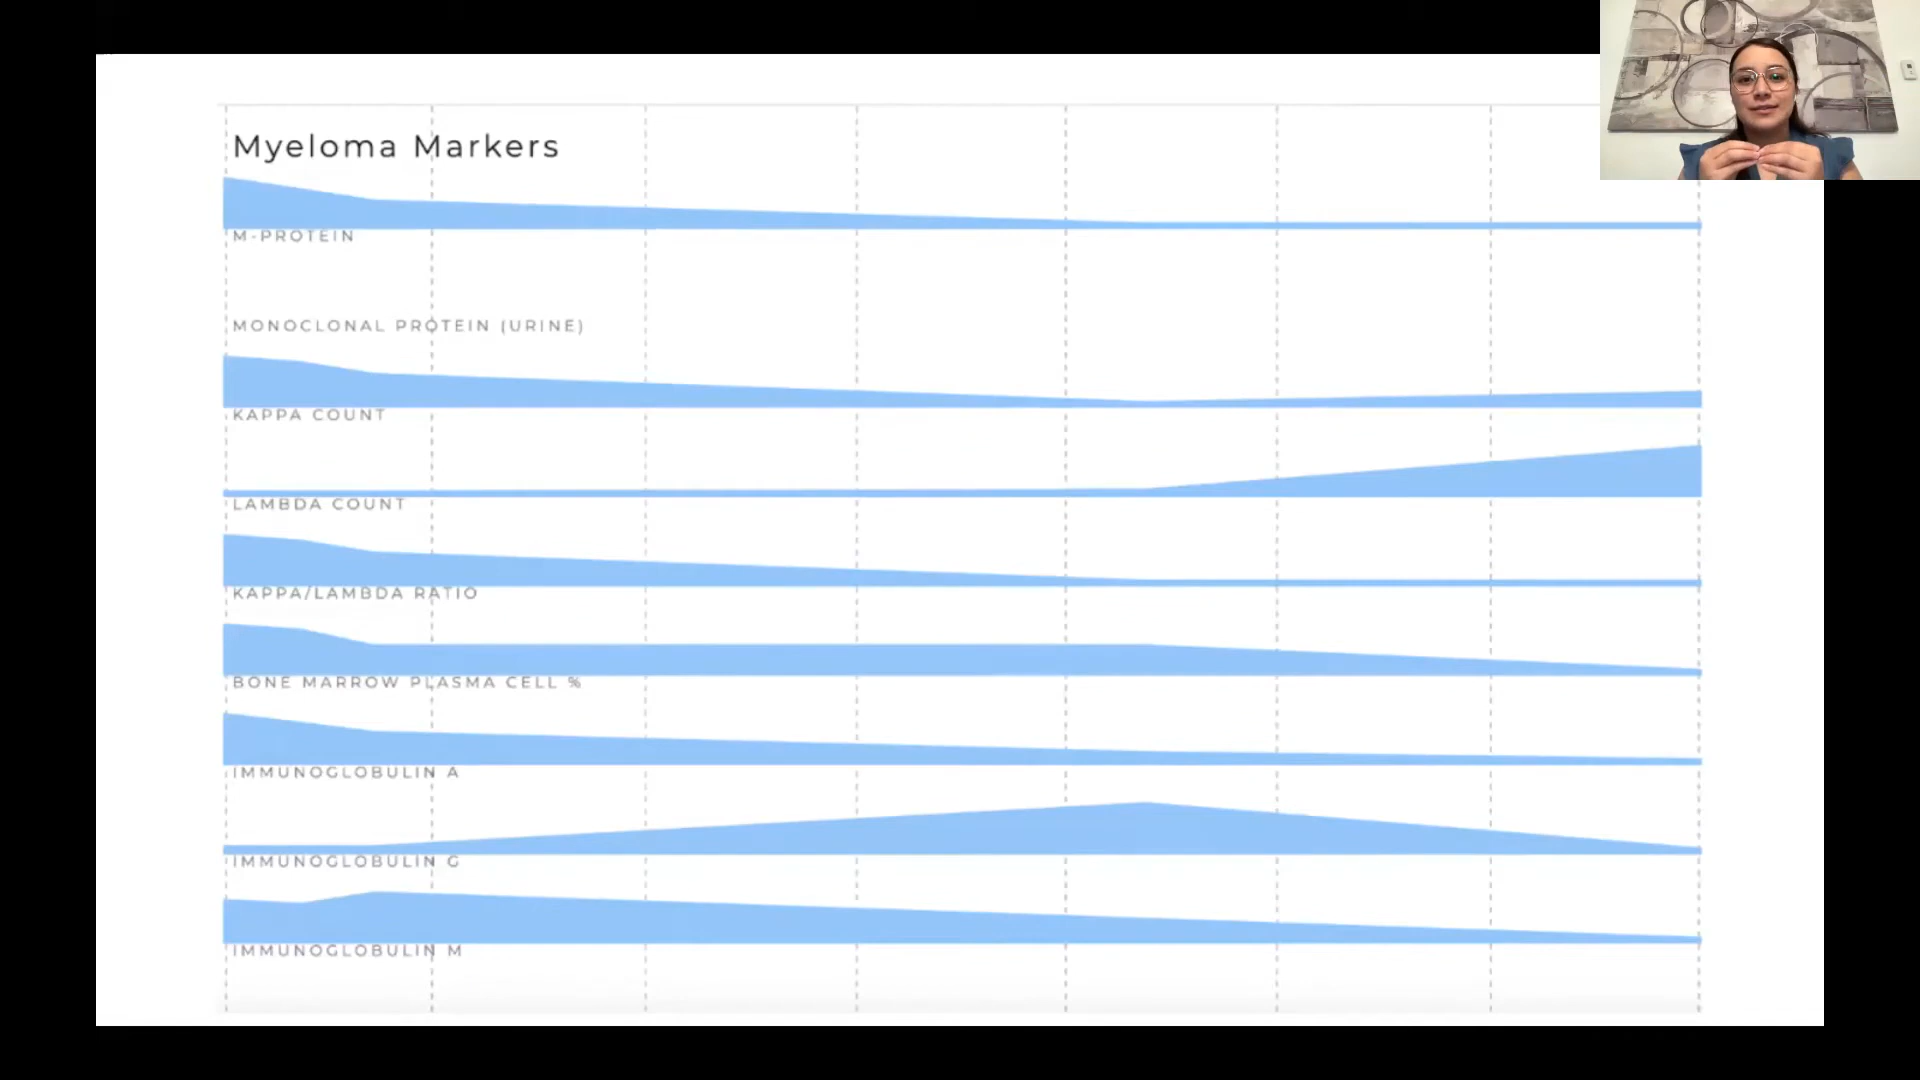 Myeloma Markers
M-PROTEIN
MONOCLONAL PROTEIN (URINE)
KAPPA COUNT
LAMBDA COUNT
KAPPA/LAMBDA RATIO
BONE MARROW PLASMA CELL %
IMMUNOGLOBULIN A
IMMUNOGLOBULIN G
IMMUNOGLOBULIN M